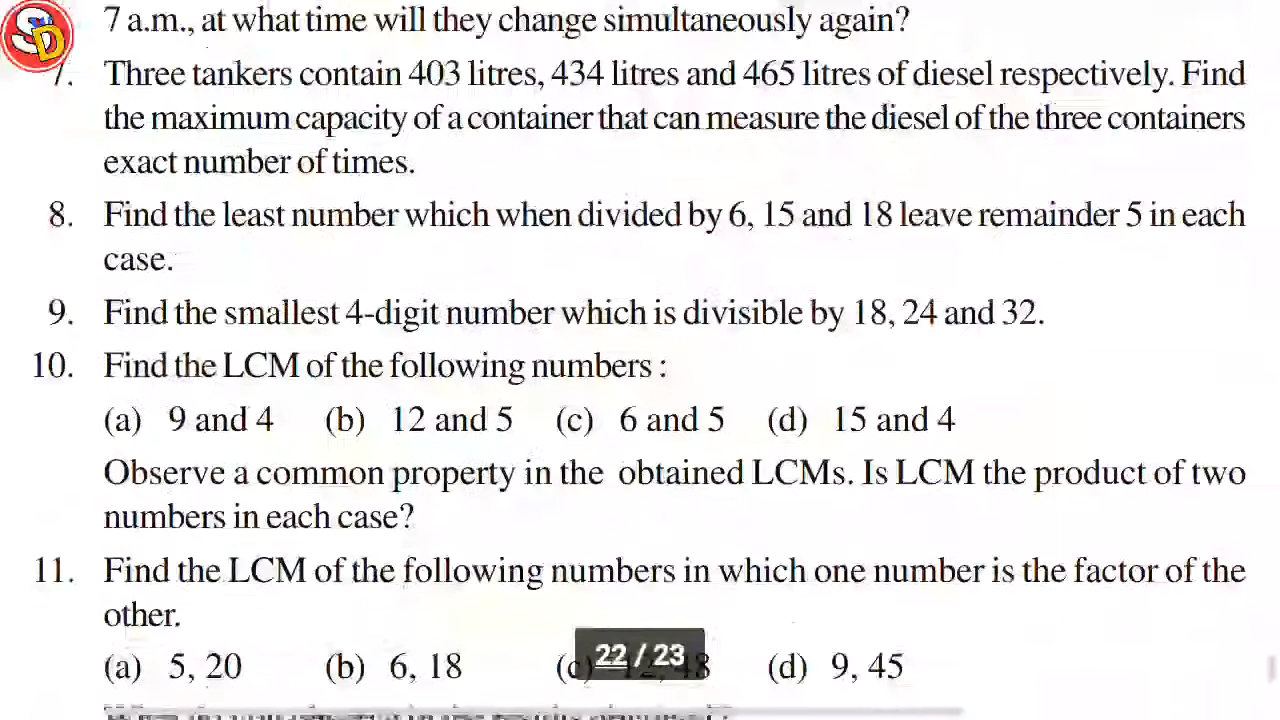 SD
7 a.m., at what time will they change simultaneously again?
7. Three tankers contain 403 litres, 434 litres and 465 litres of diesel respectively. Find
the maximum capacity of a container that can measure the diesel of the three containers
exact number of times.
8. Find the least number which when divided by 6, 15 and 18 leave remainder 5 in each
case.
9. Find the smallest 4-digit number which is divisible by 18, 24 and 32.
10. Find the LCM of the following numbers :
(a) 9 and 4 (b) 12 and 5 (c) 6 and 5 (d) 15 and 4
Observe a common property in the obtained LCMs. Is LCM the product of two
numbers in each case?
11. Find the LCM of the following numbers in which one number is the factor of the
other.
(a) 5, 20 (b) 6, 18 (c) 12, 48 (d) 9, 45
22 / 23